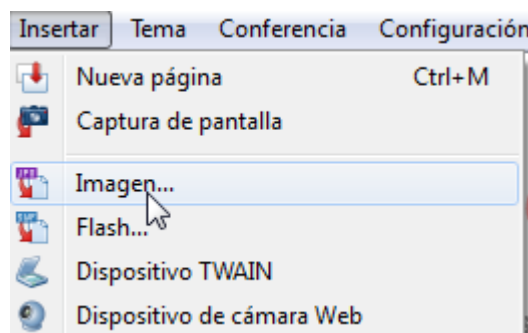 Insertar Tema Conferencia Configuración
Nueva página Ctrl+M
Captura de pantalla
Imagen...
Flash...
Dispositivo TWAIN
Dispositivo de cámara Web